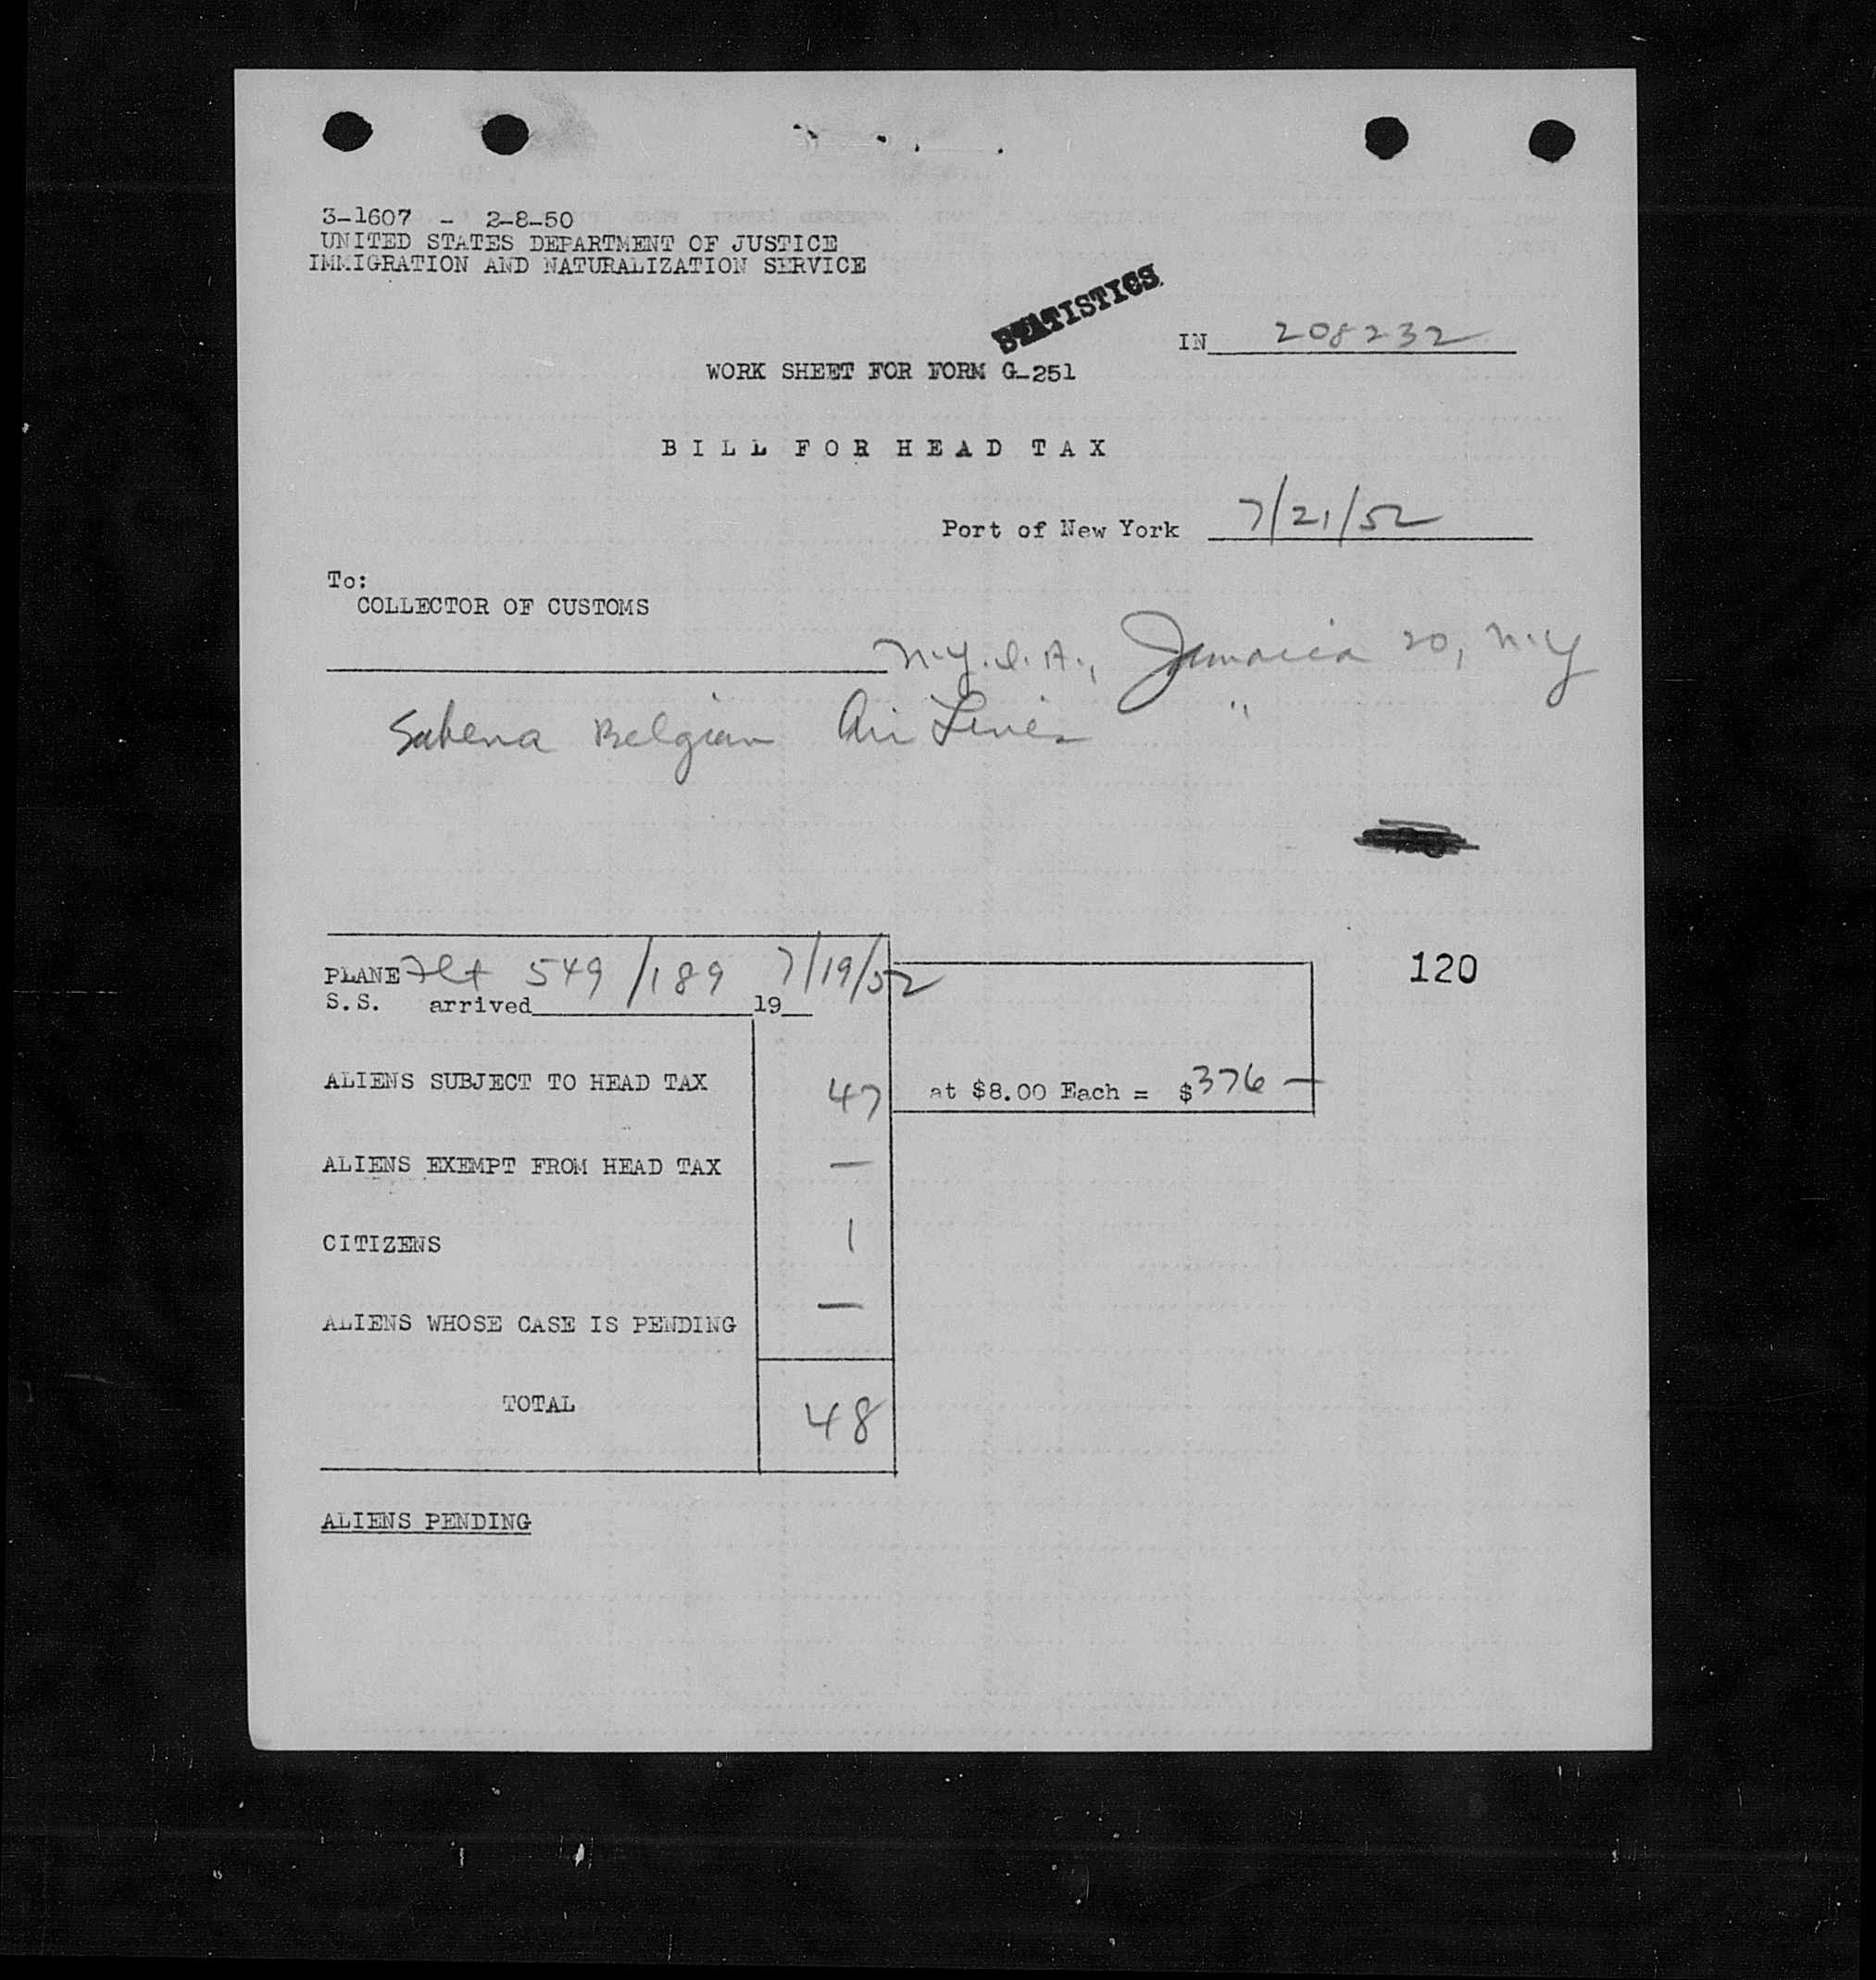 3-1607 - 2-8-50
UNITED STATES DEPARTMENT OF JUSTICE
IMMIGRATION AND NATURALIZATION SERVICE
STATISTICS
IN 208232
WORK SHEET FOR FORM G-251
BILL FOR HEAD TAX
Port of New York 7/21/52
To:
COLLECTOR OF CUSTOMS
N.Y.I.A., Jamaica 20, N.Y
Sabena Belgian Air Lines "
PLANE Flt 549/189 7/19/52
120
S.S. arrived 19
ALIENS SUBJECT TO HEAD TAX 47 at $8.00 Each = $376 —
ALIENS EXEMPT FROM HEAD TAX —
CITIZENS 1
ALIENS WHOSE CASE IS PENDING —
TOTAL 48
ALIENS PENDING